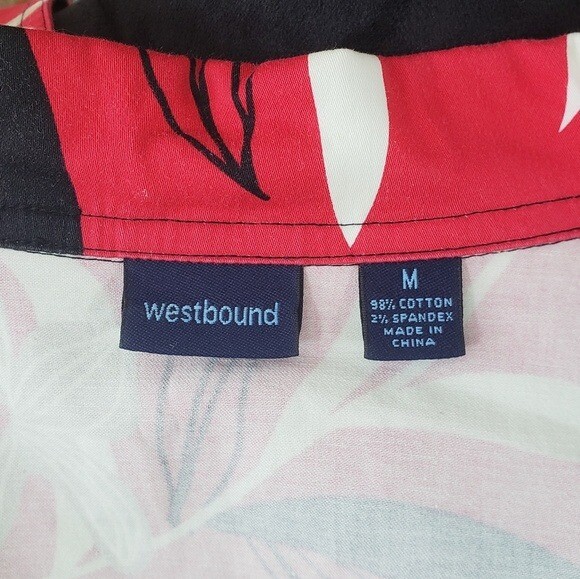 westbound
M
98% COTTON
2% SPANDEX
MADE IN
CHINA